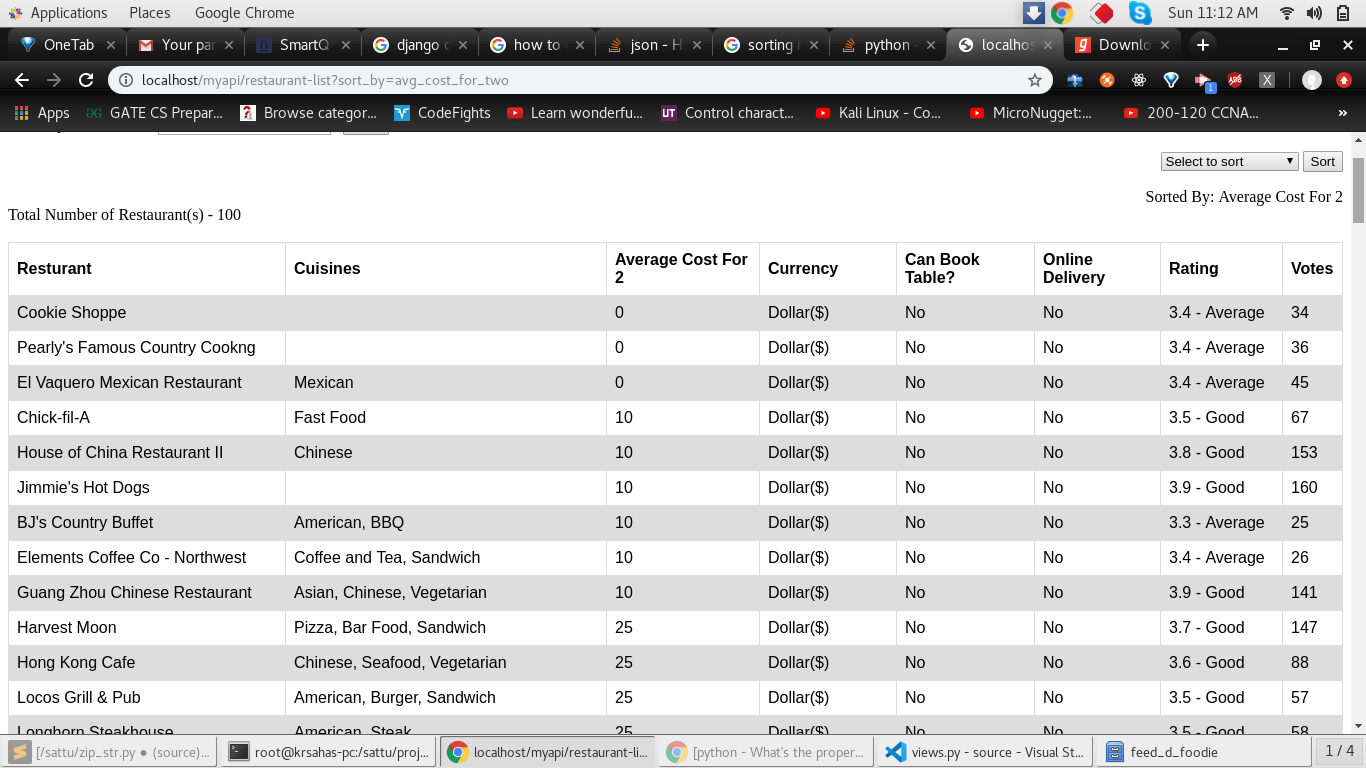 Applications Places Google Chrome Sun 11:12 AM
OneTab Your par SmartQ django c how to json - H sorting python - localhos Downlo
localhost/myapi/restaurant-list?sort_by=avg_cost_for_two 1 ABP X
Apps GATE CS Prepar... Browse categor... CodeFights Learn wonderfu... UT Control charact... Kali Linux - Co... MicroNugget:... 200-120 CCNA... »
Select to sort Sort
Sorted By: Average Cost For 2
Total Number of Restaurant(s) - 100
Resturant Cuisines Average Cost For 2 Currency Can Book Table? Online Delivery Rating Votes
Cookie Shoppe 0 Dollar($) No No 3.4 - Average 34
Pearly's Famous Country Cookng 0 Dollar($) No No 3.4 - Average 36
El Vaquero Mexican Restaurant Mexican 0 Dollar($) No No 3.4 - Average 45
Chick-fil-A Fast Food 10 Dollar($) No No 3.5 - Good 67
House of China Restaurant II Chinese 10 Dollar($) No No 3.8 - Good 153
Jimmie's Hot Dogs 10 Dollar($) No No 3.9 - Good 160
BJ's Country Buffet American, BBQ 10 Dollar($) No No 3.3 - Average 25
Elements Coffee Co - Northwest Coffee and Tea, Sandwich 10 Dollar($) No No 3.4 - Average 26
Guang Zhou Chinese Restaurant Asian, Chinese, Vegetarian 10 Dollar($) No No 3.9 - Good 141
Harvest Moon Pizza, Bar Food, Sandwich 25 Dollar($) No No 3.7 - Good 147
Hong Kong Cafe Chinese, Seafood, Vegetarian 25 Dollar($) No No 3.6 - Good 88
Locos Grill & Pub American, Burger, Sandwich 25 Dollar($) No No 3.5 - Good 57
Longhorn Steakhouse American, Steak 25 Dollar($) No No 3.5 - Good 58
[/sattu/zip_str.py ● (source)... root@krsahas-pc:/sattu/proj... localhost/myapi/restaurant-li... [python - What's the proper... views.py - source - Visual St... feed_d_foodie 1 / 4